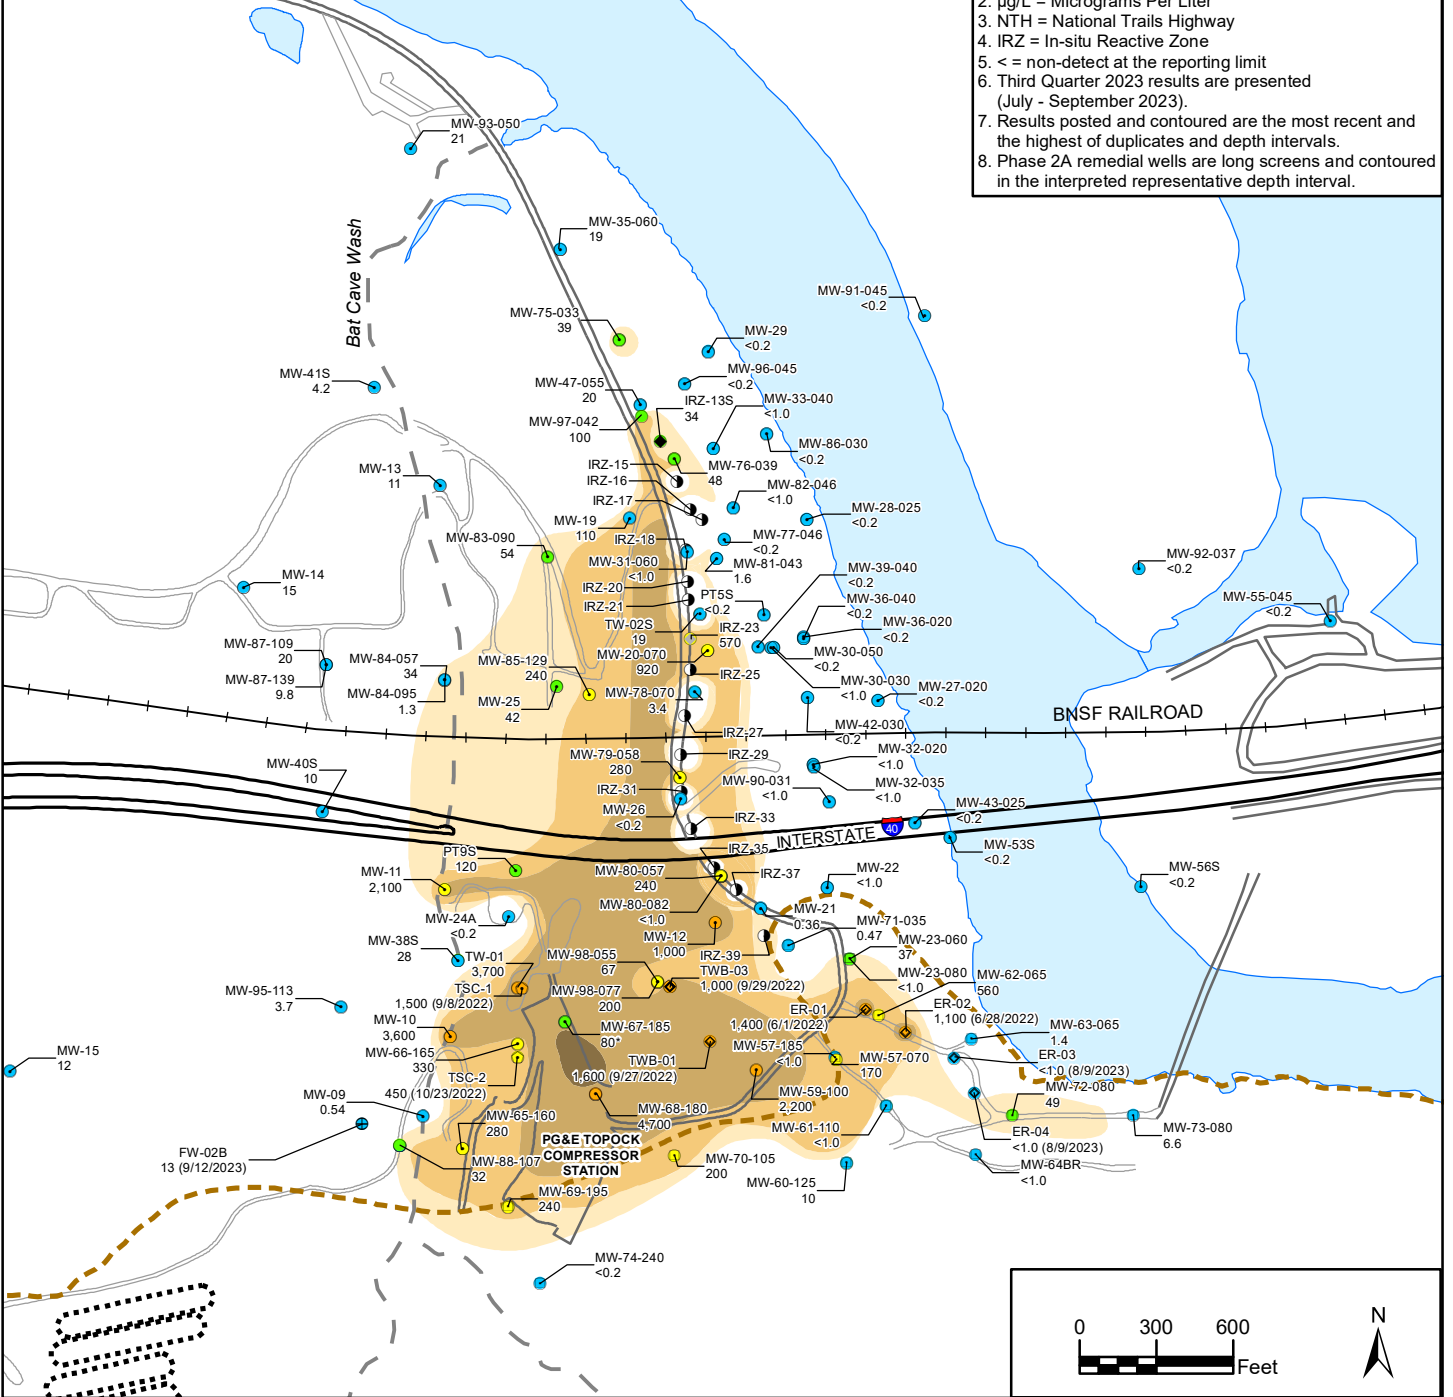 2. µg/L = Micrograms Per Liter
3. NTH = National Trails Highway
4. IRZ = In-situ Reactive Zone
5. < = non-detect at the reporting limit
6. Third Quarter 2023 results are presented
(July - September 2023).
7. Results posted and contoured are the most recent and
the highest of duplicates and depth intervals.
8. Phase 2A remedial wells are long screens and contoured
in the interpreted representative depth interval.
MW-93-050
21
Bat Cave Wash
MW-35-060
19
MW-91-045
<0.2
MW-75-033
39
MW-29
<0.2
MW-96-045
<0.2
MW-41S
4.2
MW-47-055
20
IRZ-13S
34
MW-33-040
<1.0
MW-97-042
100
MW-86-030
<0.2
MW-13
11
IRZ-15
IRZ-16
IRZ-17
MW-76-039
48
MW-82-046
<1.0
MW-19
110
MW-28-025
<0.2
MW-83-090
54
IRZ-18
MW-77-046
<0.2
MW-31-060
<1.0
MW-81-043
1.6
MW-92-037
<0.2
MW-14
15
IRZ-20
IRZ-21
PT5S
<0.2
MW-39-040
<0.2
MW-36-040
<0.2
MW-36-020
<0.2
MW-55-045
<0.2
TW-02S
19
IRZ-23
570
MW-87-109
20
MW-87-139
9.8
MW-84-057
34
MW-84-095
1.3
MW-85-129
240
MW-20-070
920
MW-30-050
<0.2
IRZ-25
MW-30-030
<1.0
MW-27-020
<0.2
MW-25
42
MW-78-070
3.4
BNSF RAILROAD
IRZ-27
MW-42-030
<0.2
MW-40S
10
MW-79-058
280
IRZ-29
MW-32-020
<1.0
MW-90-031
<1.0
MW-32-035
<1.0
IRZ-31
MW-26
<0.2
MW-43-025
<0.2
IRZ-33
INTERSTATE
40
MW-53S
<0.2
PT9S
120
IRZ-35
MW-11
2,100
MW-80-057
240
IRZ-37
MW-22
<1.0
MW-56S
<0.2
MW-80-082
<1.0
MW-24A
<0.2
MW-21
0.36
MW-71-035
0.47
MW-38S
28
MW-12
1,000
IRZ-39
MW-23-060
37
TW-01
3,700
MW-98-055
67
TWB-03
1,000 (9/29/2022)
MW-23-080
<1.0
MW-62-065
560
TSC-1
1,500 (9/8/2022)
MW-98-077
200
MW-95-113
3.7
ER-01
1,400 (6/1/2022)
ER-02
1,100 (6/28/2022)
MW-10
3,600
MW-67-185
80*
MW-63-065
1.4
MW-15
12
MW-66-165
330
TWB-01
1,600 (9/27/2022)
MW-57-185
<1.0
MW-57-070
170
ER-03
<1.0 (8/9/2023)
TSC-2
450 (10/23/2022)
MW-59-100
2,200
MW-72-080
49
MW-09
0.54
MW-65-160
280
MW-68-180
4,700
MW-61-110
<1.0
ER-04
<1.0 (8/9/2023)
MW-73-080
6.6
FW-02B
13 (9/12/2023)
PG&E TOPOCK
COMPRESSOR
STATION
MW-88-107
32
MW-70-105
200
MW-60-125
10
MW-64BR
<1.0
MW-69-195
240
MW-74-240
<0.2
0 300 600
Feet
N